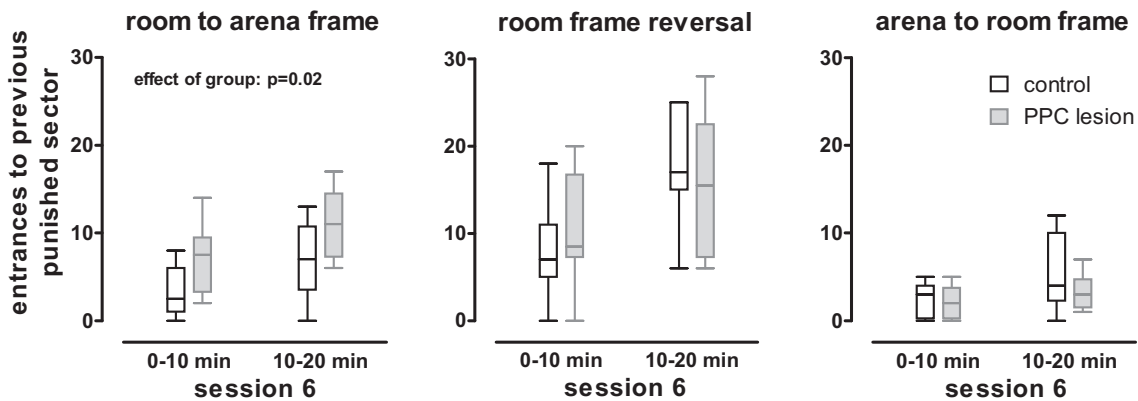 room to arena frame
room frame reversal
arena to room frame
entrances to previous
punished sector
30
20
10
0
effect of group: p=0.02
0-10 min
10-20 min
session 6
30
20
10
0
0-10 min
10-20 min
session 6
30
20
10
0
control
PPC lesion
0-10 min
10-20 min
session 6